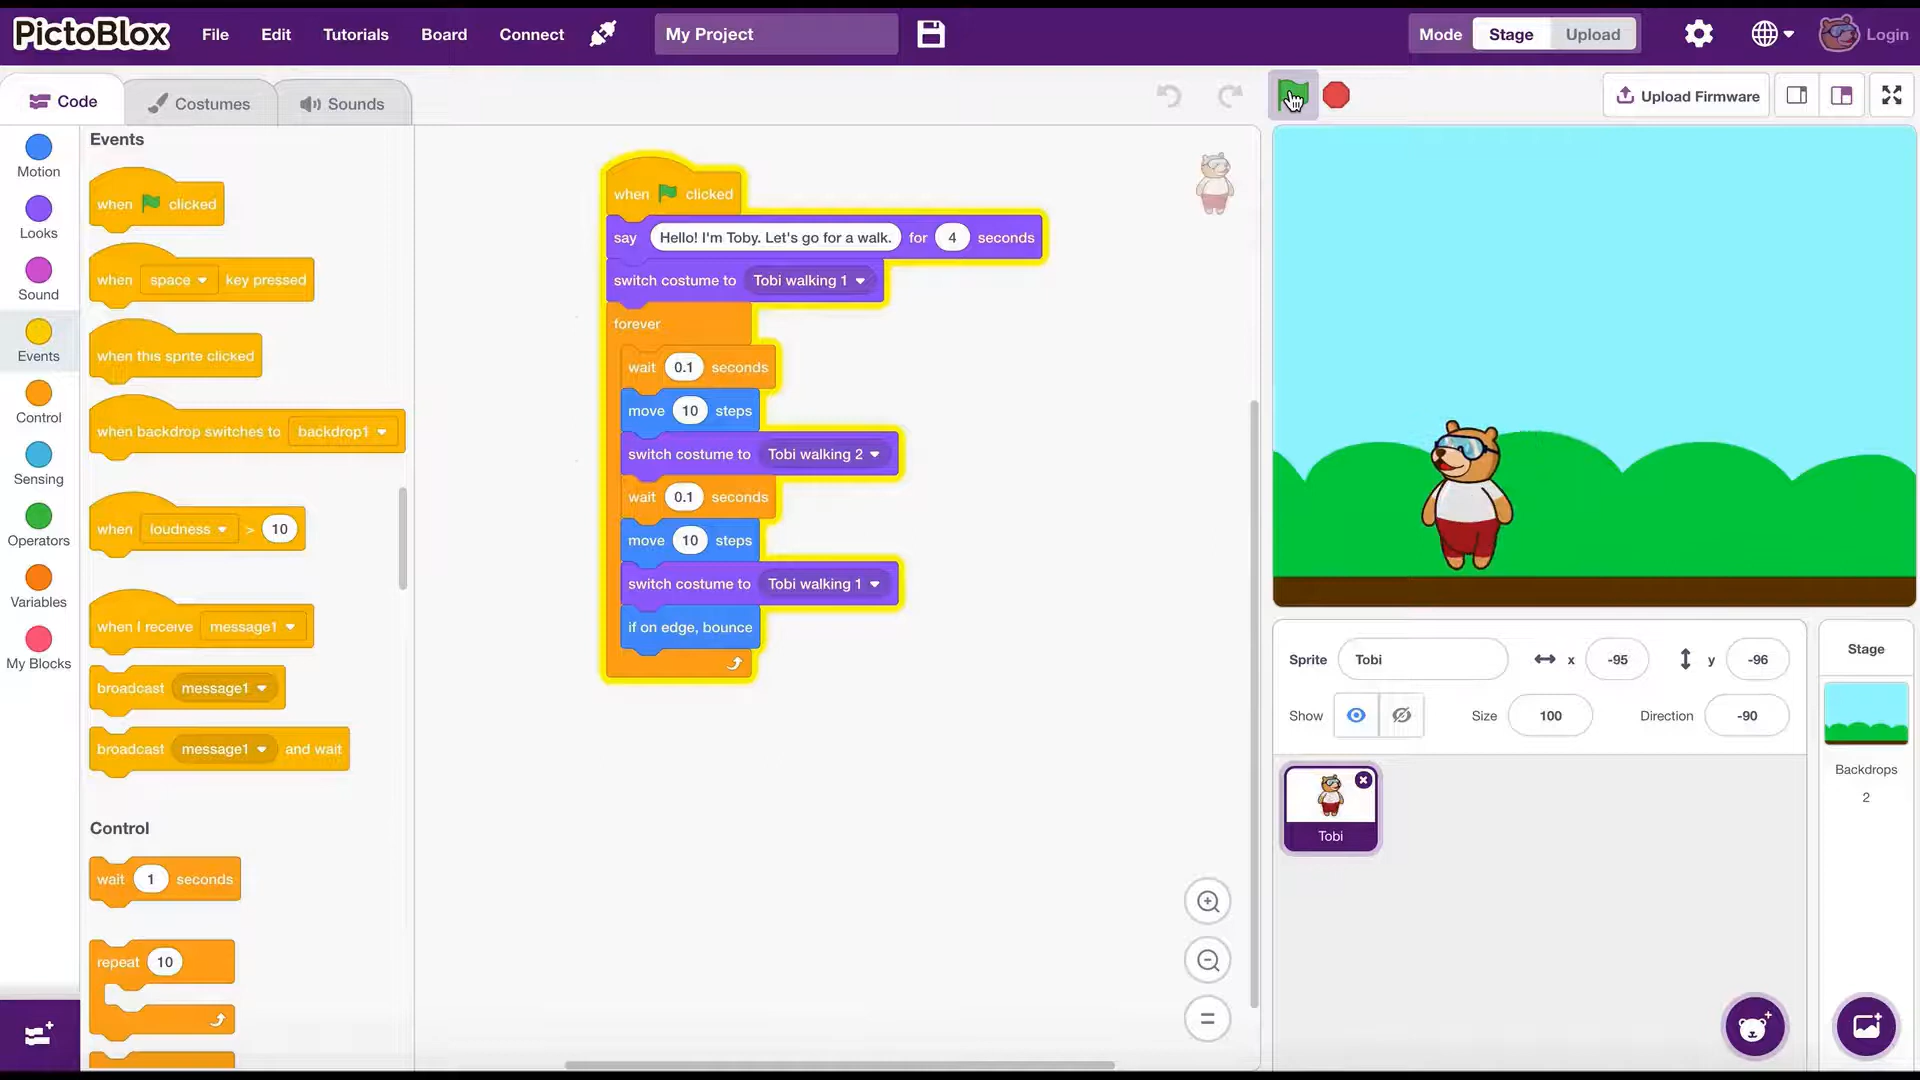 PictoBlox File Edit Tutorials Board Connect My Project Mode Stage Upload Login
Code Costumes Sounds Upload Firmware
Motion
Looks
Sound
Events
Control
Sensing
Operators
Variables
My Blocks
Events
when clicked
when space key pressed
when this sprite clicked
when backdrop switches to backdrop1
when loudness > 10
when I receive message1
broadcast message1
broadcast message1 and wait
Control
wait 1 seconds
repeat 10
when clicked
say Hello! I'm Toby. Let's go for a walk. for 4 seconds
switch costume to Tobi walking 1
forever
wait 0.1 seconds
move 10 steps
switch costume to Tobi walking 2
wait 0.1 seconds
move 10 steps
switch costume to Tobi walking 1
if on edge, bounce
Sprite Tobi x -95 y -96
Show Size 100 Direction -90
Tobi
Stage
Backdrops
2